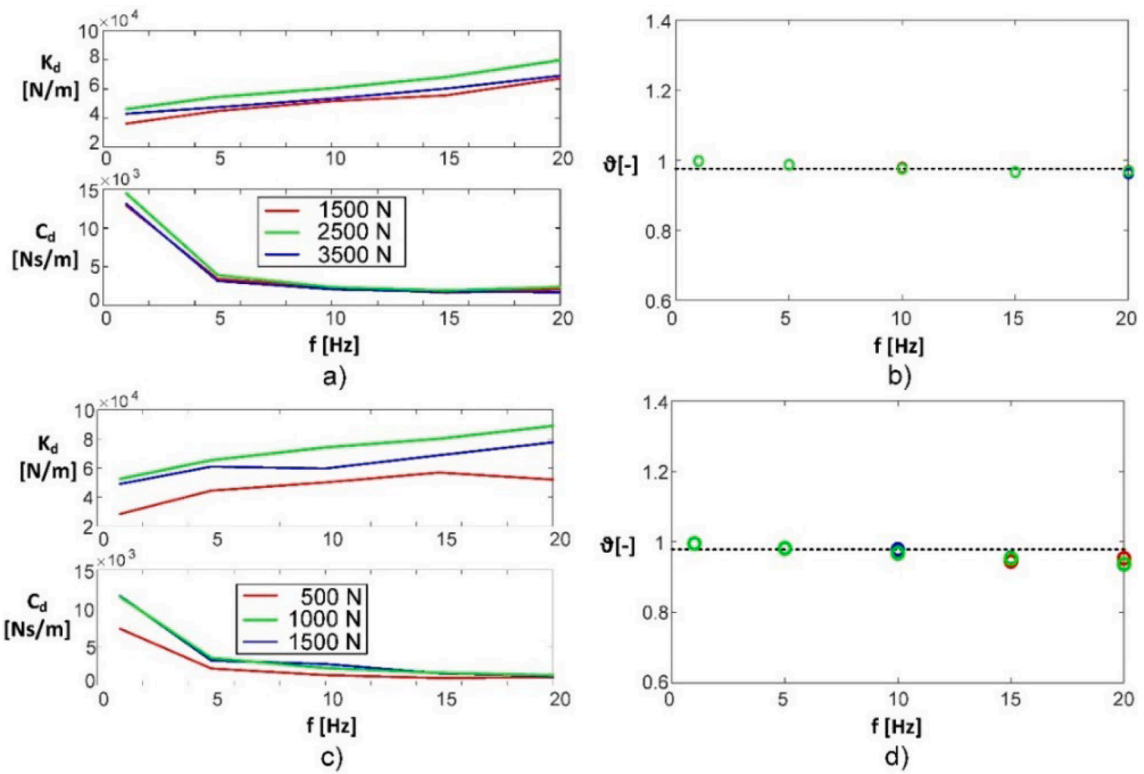 ×10⁴
10
8
6
4
2
K_d
[N/m]
0 5 10 15 20
×10³
15
10
5
0
C_d
[Ns/m]
1500 N
2500 N
3500 N
0 5 10 15 20
f [Hz]
a)
1.4
1.2
1
0.8
0.6
ϑ[-]
0 5 10 15 20
f [Hz]
b)
×10⁴
10
8
6
4
2
K_d
[N/m]
0 5 10 15 20
×10³
15
10
5
0
C_d
[Ns/m]
500 N
1000 N
1500 N
0 5 10 15 20
f [Hz]
c)
1.4
1.2
1
0.8
0.6
ϑ[-]
0 5 10 15 20
f [Hz]
d)